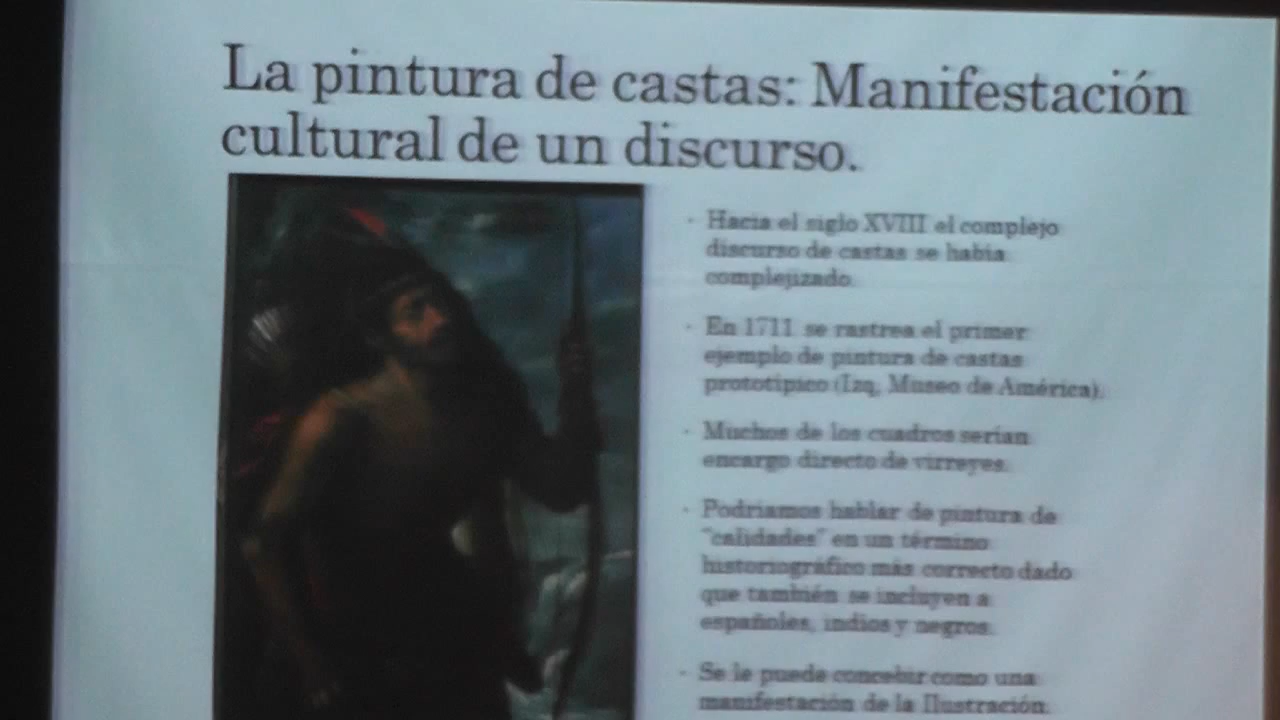 La pintura de castas: Manifestación
cultural de un discurso.
- Hacia el siglo XVIII el complejo
discurso de castas se había
complejizado.
- En 1711 se rastrea el primer
ejemplo de pintura de castas
prototípico (Izq, Museo de América).
- Muchos de los cuadros serían
encargo directo de virreyes.
- Podríamos hablar de pintura de
"calidades" en un término
historiográfico más correcto dado
que también se incluyen a
españoles, indios y negros.
- Se le puede concebir como una
manifestación de la Ilustración.